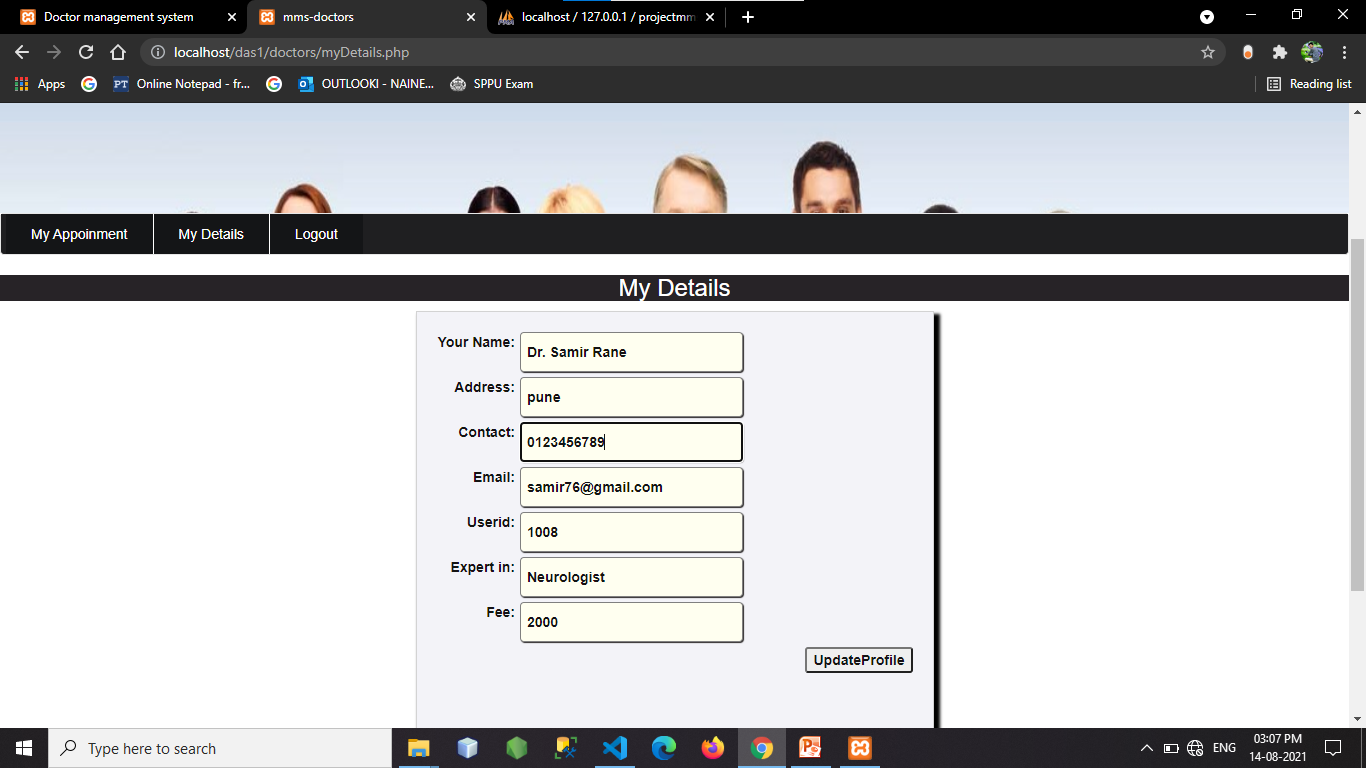 Doctor management system
mms-doctors
localhost / 127.0.0.1 / projectmm
localhost/das1/doctors/myDetails.php
Apps
PT Online Notepad - fr...
OUTLOOKI - NAINE...
SPPU Exam
Reading list
My Appoinment
My Details
Logout
My Details
Your Name: Dr. Samir Rane
Address: pune
Contact: 0123456789
Email: samir76@gmail.com
Userid: 1008
Expert in: Neurologist
Fee: 2000
UpdateProfile
Type here to search
ENG
03:07 PM
14-08-2021